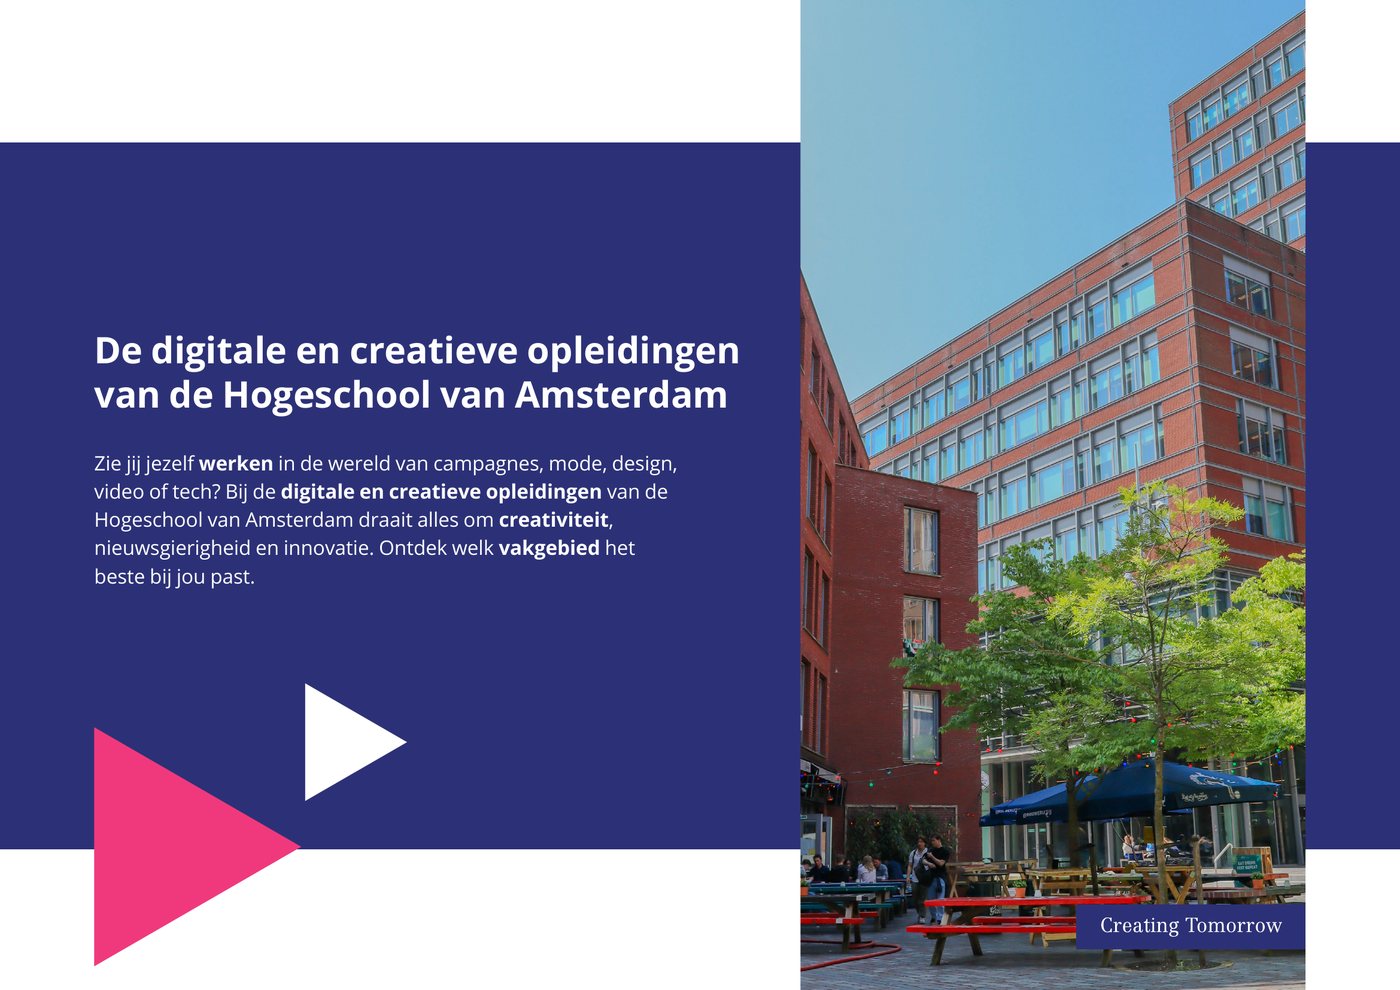 De digitale en creatieve opleidingen
van de Hogeschool van Amsterdam
Zie jij jezelf werken in de wereld van campagnes, mode, design,
video of tech? Bij de digitale en creatieve opleidingen van de
Hogeschool van Amsterdam draait alles om creativiteit,
nieuwsgierigheid en innovatie. Ontdek welk vakgebied het
beste bij jou past.
Creating Tomorrow